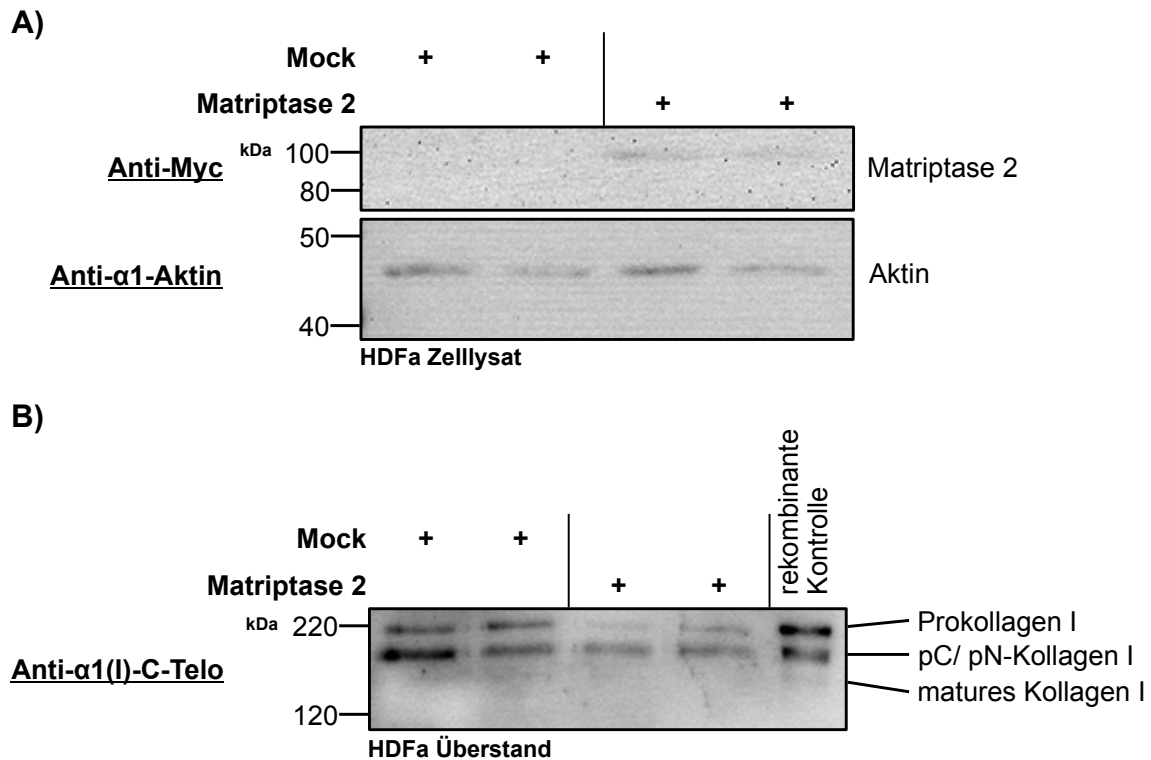 A)
Mock + +
Matriptase 2 + +
Anti-Myc kDa 100 Matriptase 2
80
50
Anti-α1-Aktin Aktin
40
HDFa Zelllysat
B)
rekombinante
Kontrolle
Mock + +
Matriptase 2 + +
kDa 220 Prokollagen I
Anti-α1(I)-C-Telo pC/ pN-Kollagen I
matures Kollagen I
120
HDFa Überstand